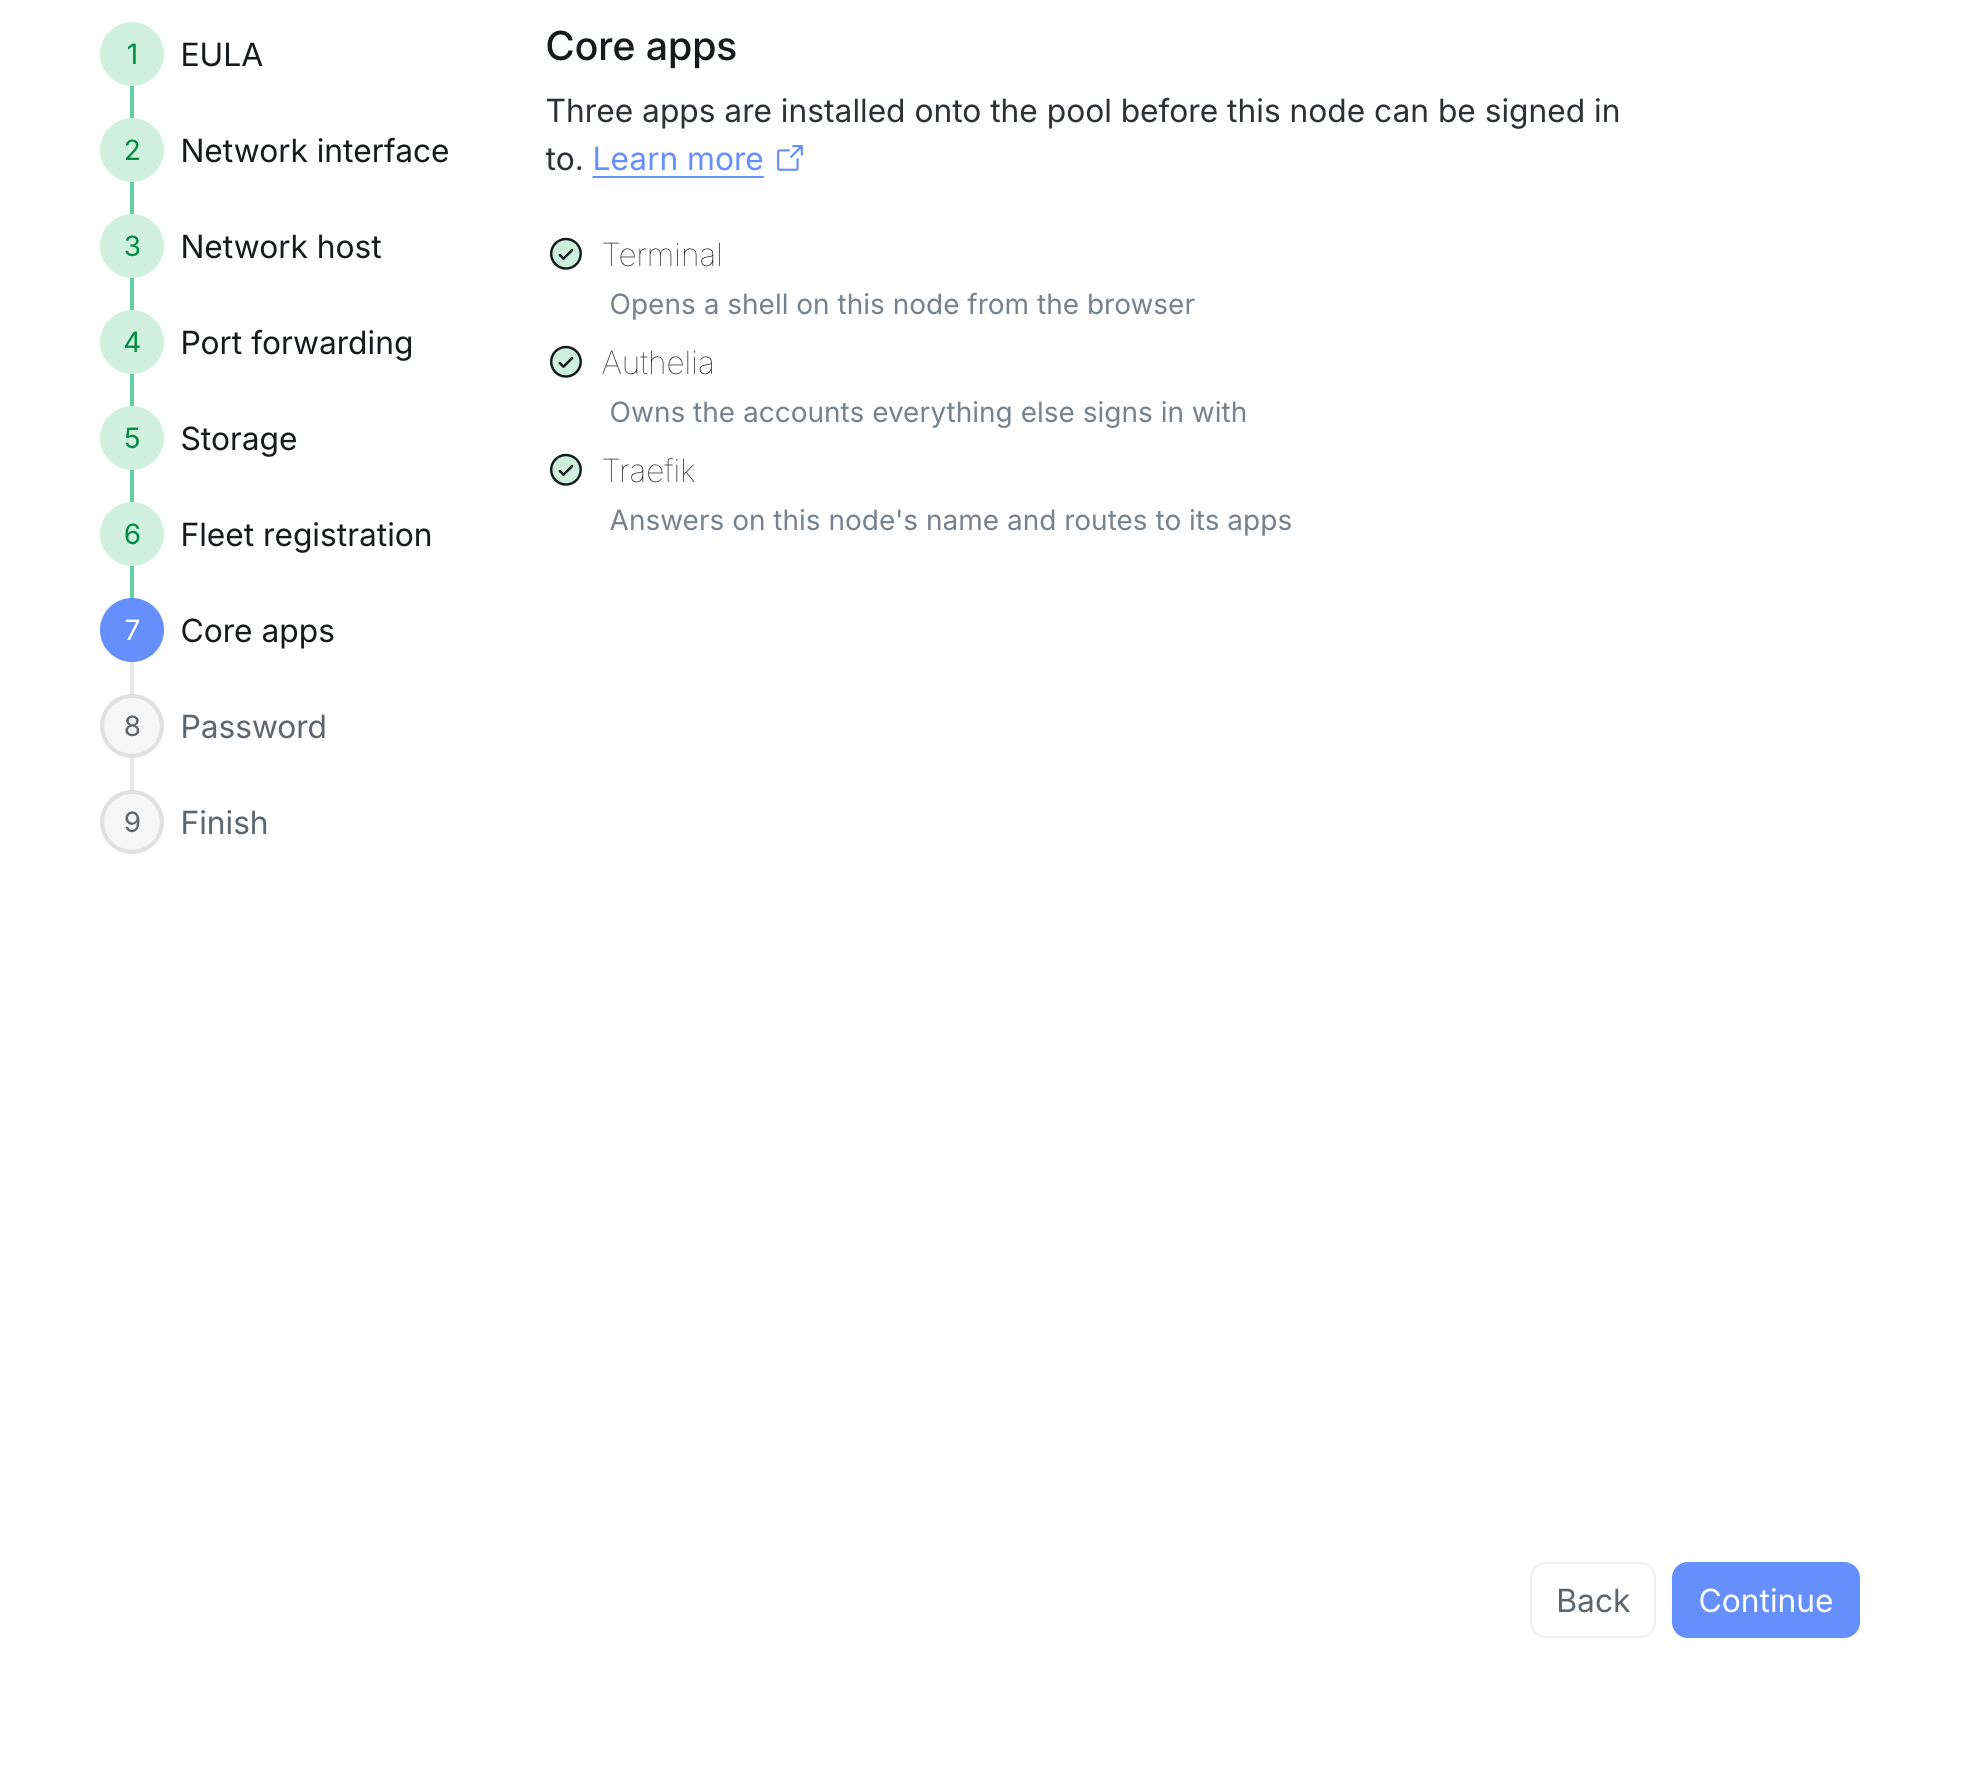 1 EULA
2 Network interface
3 Network host
4 Port forwarding
5 Storage
6 Fleet registration
7 Core apps
8 Password
9 Finish
Core apps
Three apps are installed onto the pool before this node can be signed in
to. Learn more
Terminal
Opens a shell on this node from the browser
Authelia
Owns the accounts everything else signs in with
Traefik
Answers on this node's name and routes to its apps
Back
Continue